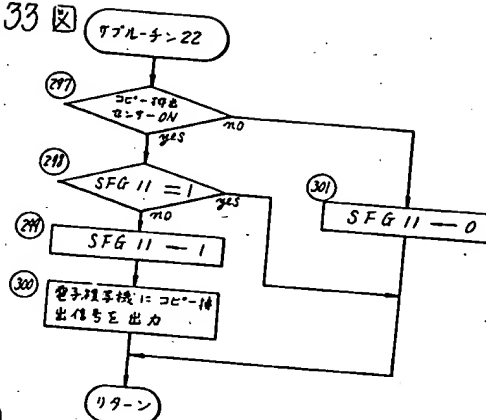 33 図
サブルーチン22
297
コピー排出
センサーON
no
yes
298
SFG 11 = 1
yes
no
301
SFG 11 — 0
299
SFG 11 — 1
300
電子複写機にコピー排
出信号を出力
リターン